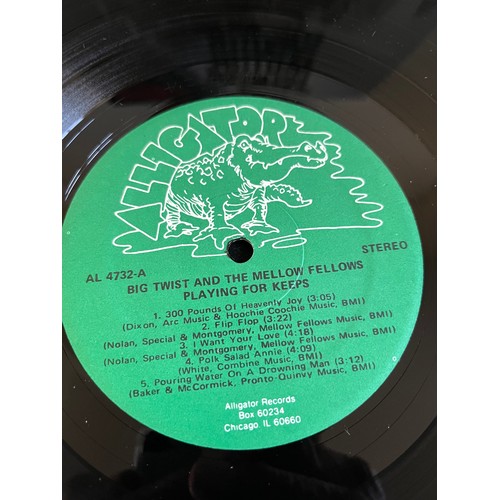 ALLIGATOR
AL 4732-A
STEREO
BIG TWIST AND THE MELLOW FELLOWS
PLAYING FOR KEEPS
1. 300 Pounds Of Heavenly Joy (3:05)
(Dixon, Arc Music & Hoochie Coochie Music, BMI)
2. Flip Flop (3:22)
(Nolan, Special & Montgomery, Mellow Fellows Music, BMI)
3. I Want Your Love (4:18)
(Nolan, Special & Montgomery, Mellow Fellows Music, BMI)
4. Polk Salad Annie (4:09)
(White, Combine Music, BMI)
5. Pouring Water On A Drowning Man (3:12)
(Baker & McCormick, Pronto-Quinvy Music, BMI)
Alligator Records
Box 60234
Chicago IL 60660